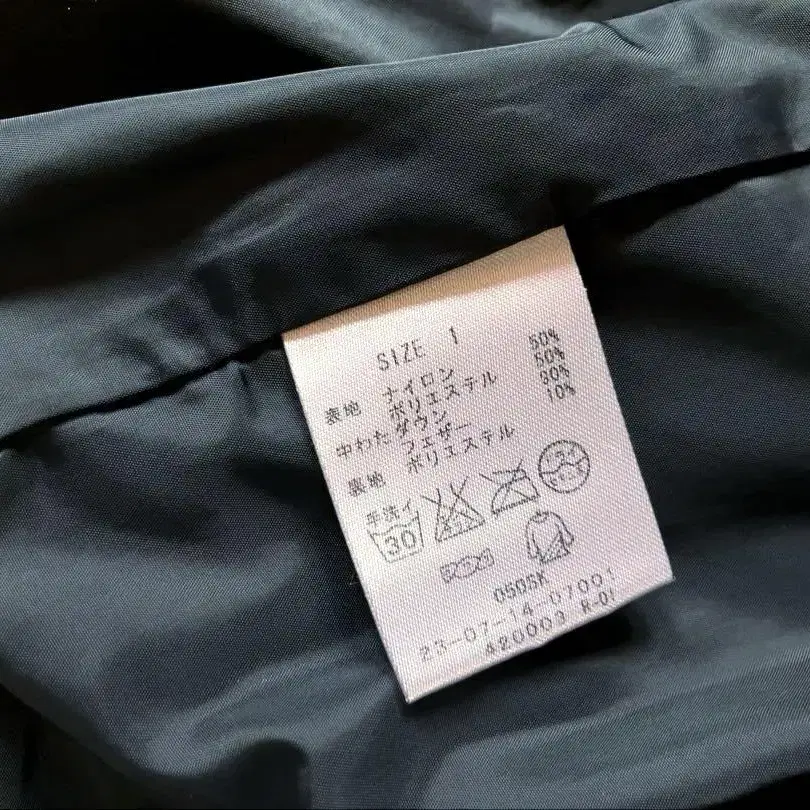 SIZE 1
表地 ナイロン 50%
ポリエステル 50%
中わた ダウン 90%
フェザー 10%
裏地 ポリエステル
手洗イ
30
050SK
23-07-14-07001
420003 R-01